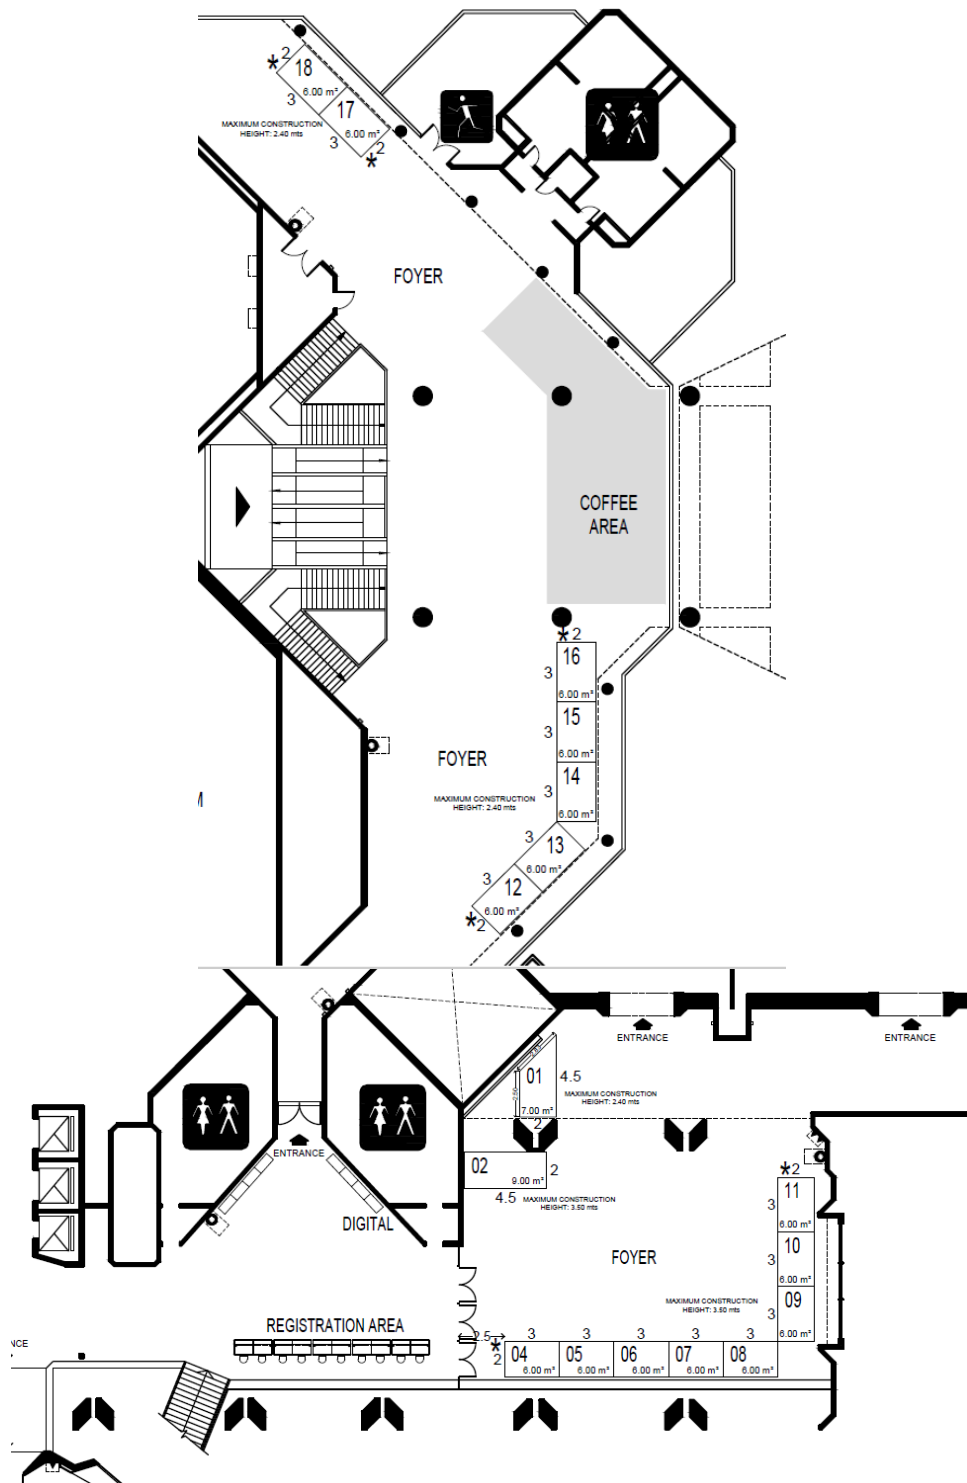 * 2
18
6.00 m²
3
17
6.00 m²
3
2
*
MAXIMUM CONSTRUCTION
HEIGHT: 2.40 mts
FOYER
COFFEE
AREA
* 2
16
3
6.00 m²
15
3
6.00 m²
14
3
6.00 m²
FOYER
MAXIMUM CONSTRUCTION
HEIGHT: 2.40 mts
3
13
6.00 m²
3
12
6.00 m²
* 2
ENTRANCE
ENTRANCE
01
4.5
2.50
7.00 m²
2
MAXIMUM CONSTRUCTION
HEIGHT: 2.40 mts
ENTRANCE
02
9.00 m²
2
4.5
MAXIMUM CONSTRUCTION
HEIGHT: 3.50 mts
* 2
11
3
6.00 m²
10
3
6.00 m²
09
3
6.00 m²
DIGITAL
FOYER
MAXIMUM CONSTRUCTION
HEIGHT: 3.50 mts
REGISTRATION AREA
NCE
2.5
*
2
3 3 3 3 3
04 05 06 07 08
6.00 m² 6.00 m² 6.00 m² 6.00 m² 6.00 m²